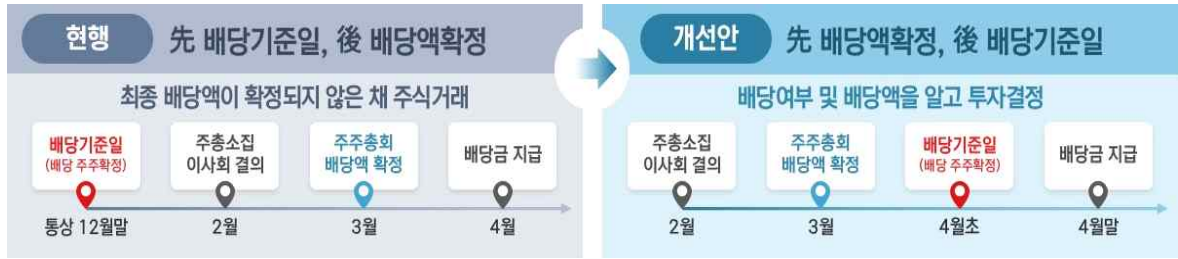 현행
先 배당기준일, 後 배당액확정
최종 배당액이 확정되지 않은 채 주식거래
배당기준일
(배당 주주확정)
주총소집
이사회 결의
주주총회
배당액 확정
배당금 지급
통상 12월말
2월
3월
4월
개선안
先 배당액확정, 後 배당기준일
배당여부 및 배당액을 알고 투자결정
주총소집
이사회 결의
주주총회
배당액 확정
배당기준일
(배당 주주확정)
배당금 지급
2월
3월
4월초
4월말